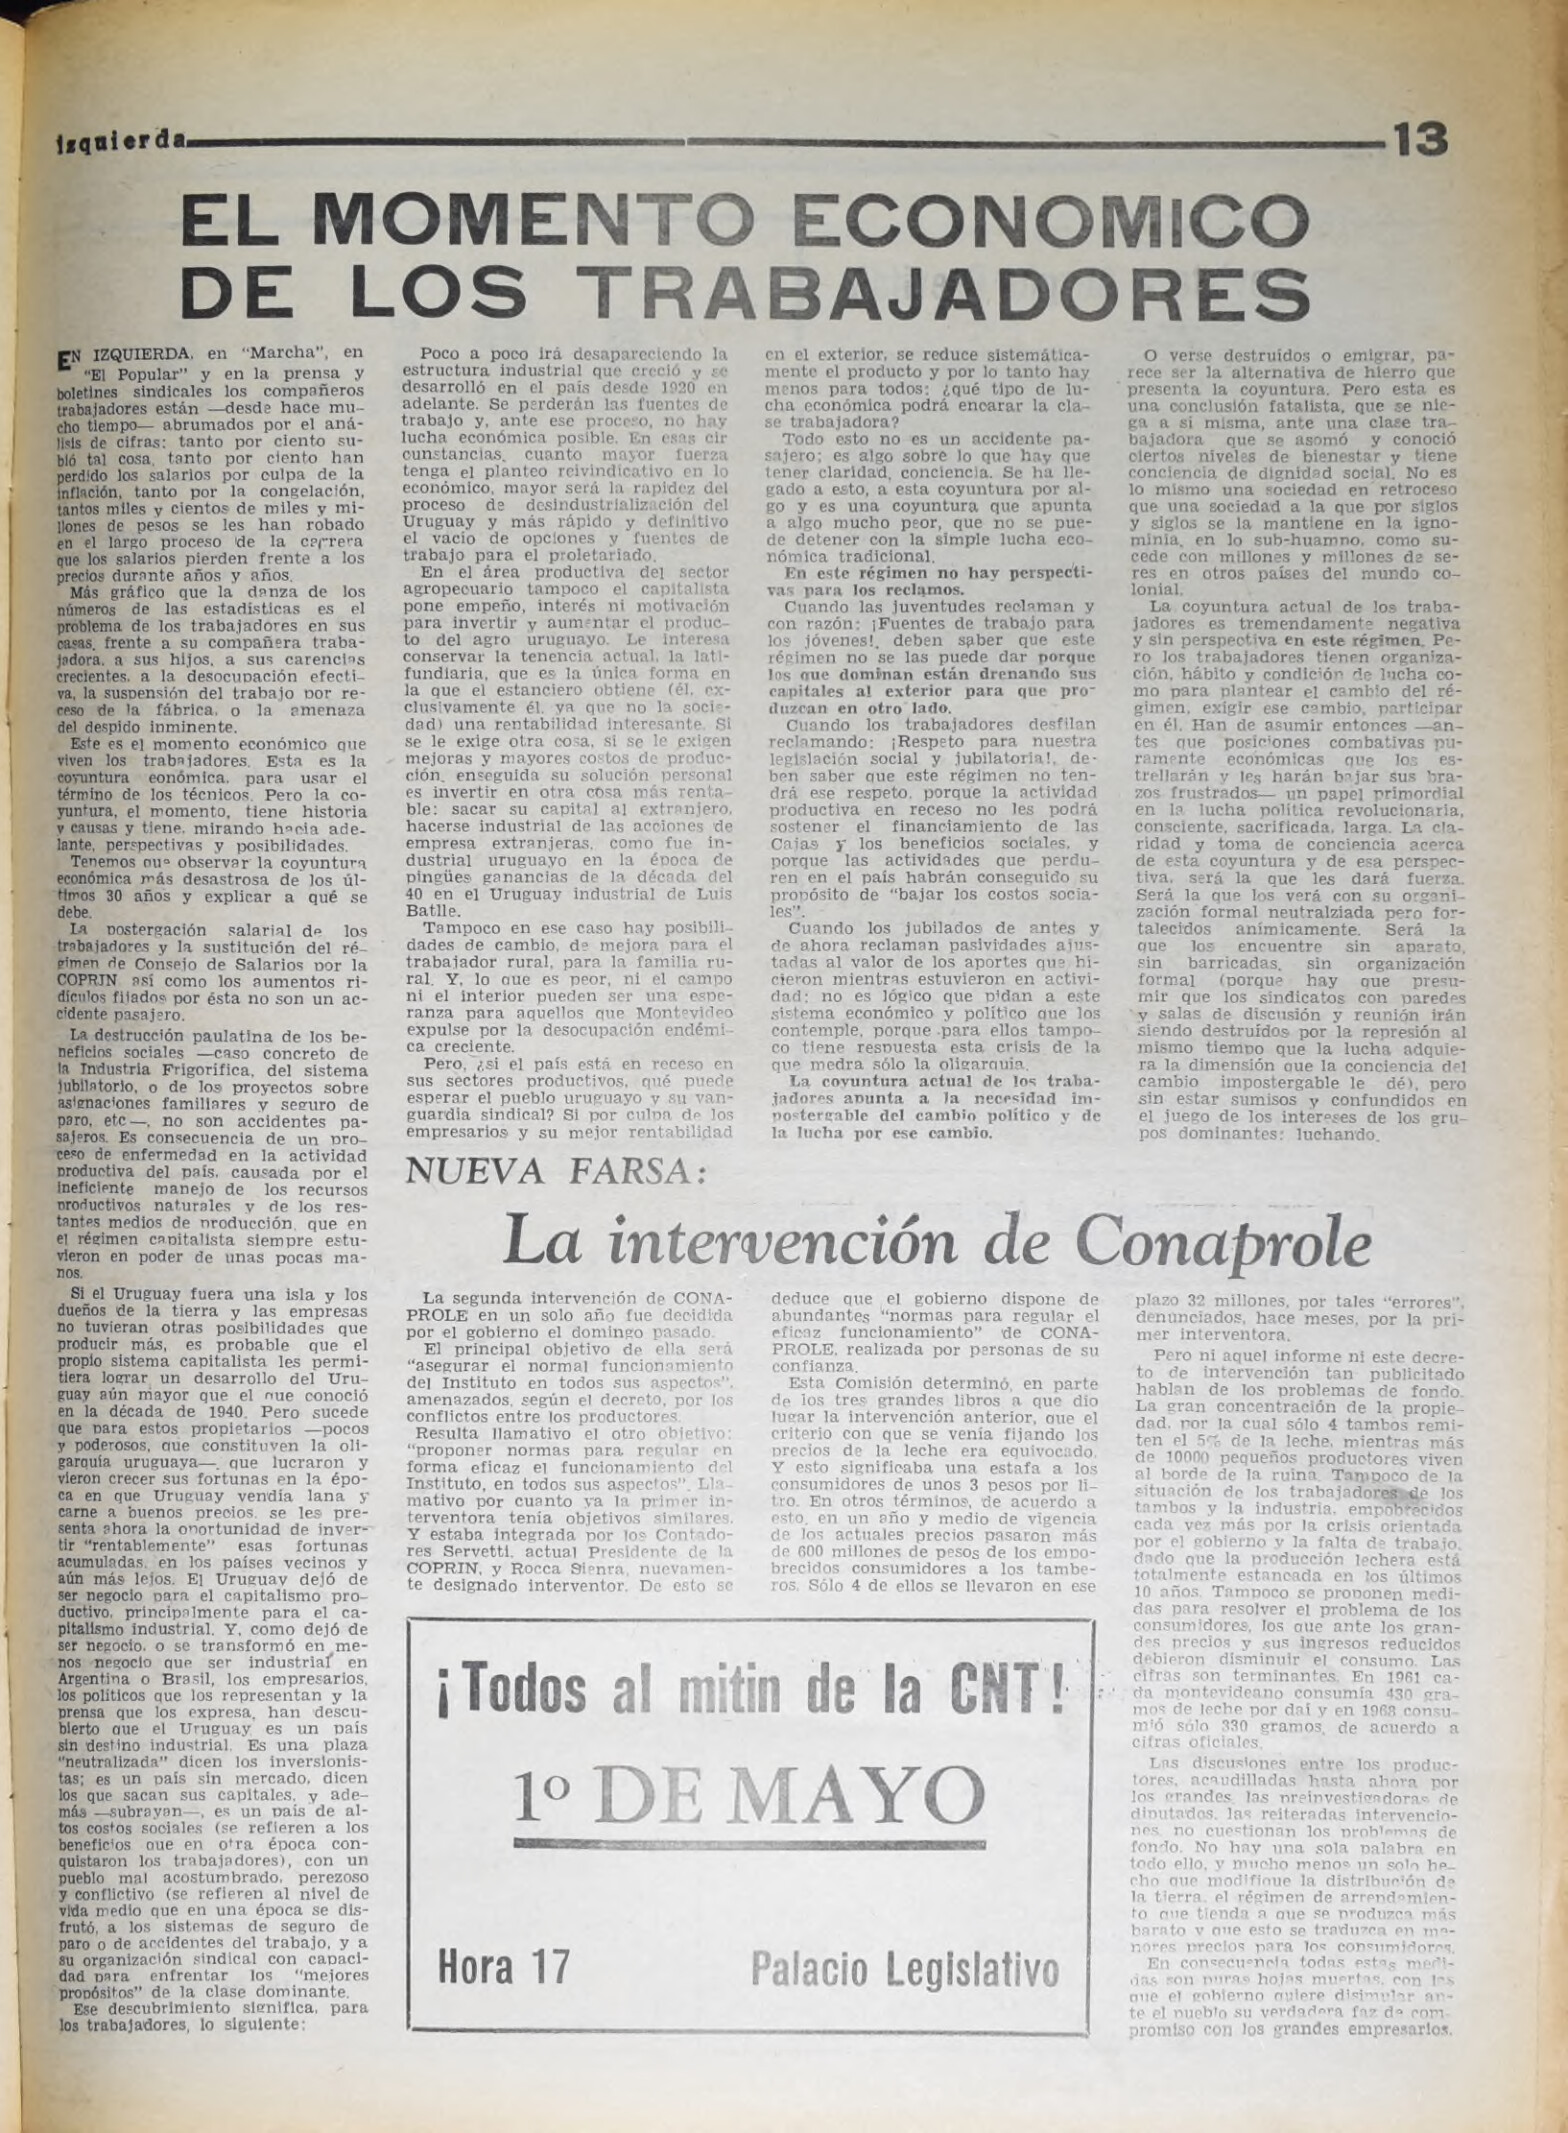 izquierda
13
EL MOMENTO ECONOMICO
DE LOS TRABAJADORES
EN IZQUIERDA, en "Marcha", en
"El Popular" y en la prensa y
boletines sindicales los compañeros
trabajadores están —desde hace mu-
cho tiempo— abrumados por el aná-
lisis de cifras: tanto por ciento su-
bió tal cosa, tanto por ciento han
perdido los salarios por culpa de la
inflación, tanto por la congelación,
tantos miles y cientos de miles y mi-
llones de pesos se les han robado
en el largo proceso de la carrera
que los salarios pierden frente a los
precios durante años y años.
Más gráfico que la danza de los
números de las estadísticas es el
problema de los trabajadores en sus
casas, frente a su compañera traba-
jadora, a sus hijos, a sus carencias
crecientes, a la desocupación efecti-
va, la suspensión del trabajo por re-
ceso de la fábrica, o la amenaza
del despido inminente.
Este es el momento económico que
viven los trabajadores. Esta es la
coyuntura eonómica, para usar el
término de los técnicos. Pero la co-
yuntura, el momento, tiene historia
y causas y tiene, mirando hacia ade-
lante, perspectivas y posibilidades.
Tenemos que observar la coyuntura
económica más desastrosa de los úl-
timos 30 años y explicar a qué se
debe.
La postergación salarial de los
trabajadores y la sustitución del ré-
gimen de Consejo de Salarios por la
COPRIN así como los aumentos ri-
dículos fijados por ésta no son un ac-
cidente pasajero.
La destrucción paulatina de los be-
neficios sociales —caso concreto de
la Industria Frigorífica, del sistema
jubilatorio, o de los proyectos sobre
asignaciones familiares y seguro de
paro, etc—, no son accidentes pa-
sajeros. Es consecuencia de un pro-
ceso de enfermedad en la actividad
productiva del país, causada por el
ineficiente manejo de los recursos
productivos naturales y de los res-
tantes medios de producción, que en
el régimen capitalista siempre estu-
vieron en poder de unas pocas ma-
nos.
Si el Uruguay fuera una isla y los
dueños de la tierra y las empresas
no tuvieran otras posibilidades que
producir más, es probable que el
propio sistema capitalista les permi-
tiera lograr un desarrollo del Uru-
guay aún mayor que el que conoció
en la década de 1940. Pero sucede
que para estos propietarios —pocos
y poderosos, que constituyen la oli-
garquía uruguaya—, que lucraron y
vieron crecer sus fortunas en la épo-
ca en que Uruguay vendía lana y
carne a buenos precios, se les pre-
senta ahora la oportunidad de inver-
tir "rentablemente" esas fortunas
acumuladas, en los países vecinos y
aún más lejos. El Uruguay dejó de
ser negocio para el capitalismo pro-
ductivo, principalmente para el ca-
pitalismo industrial. Y, como dejó de
ser negocio, o se transformó en me-
nos negocio que ser industrial en
Argentina o Brasil, los empresarios,
los políticos que los representan y la
prensa que los expresa, han descu-
bierto que el Uruguay es un país
sin destino industrial. Es una plaza
"neutralizada" dicen los inversionis-
tas; es un país sin mercado, dicen
los que sacan sus capitales, y ade-
más —subrayan—, es un país de al-
tos costos sociales (se refieren a los
beneficios que en otra época con-
quistaron los trabajadores), con un
pueblo mal acostumbrado, perezoso
y conflictivo (se refieren al nivel de
vida medio que en una época se dis-
frutó, a los sistemas de seguro de
paro o de accidentes del trabajo, y a
su organización sindical con capaci-
dad para enfrentar los "mejores
propósitos" de la clase dominante.
Ese descubrimiento significa, para
los trabajadores, lo siguiente:
Poco a poco irá desapareciendo la
estructura industrial que creció y se
desarrolló en el país desde 1920 en
adelante. Se perderán las fuentes de
trabajo y, ante ese proceso, no hay
lucha económica posible. En esas cir
cunstancias, cuanto mayor fuerza
tenga el planteo reivindicativo en lo
económico, mayor será la rapidez del
proceso de desindustrialización del
Uruguay y más rápido y definitivo
el vacío de opciones y fuentes de
trabajo para el proletariado.
En el área productiva del sector
agropecuario tampoco el capitalista
pone empeño, interés ni motivación
para invertir y aumentar el produc-
to del agro uruguayo. Le interesa
conservar la tenencia actual, la lati-
fundiaria, que es la única forma en
la que el estanciero obtiene (él, ex-
clusivamente él, ya que no la socie-
dad) una rentabilidad interesante. Si
se le exige otra cosa, si se le exigen
mejoras y mayores costos de produc-
ción, enseguida su solución personal
es invertir en otra cosa más renta-
ble: sacar su capital al extranjero,
hacerse industrial de las acciones de
empresa extranjeras, como fue in-
dustrial uruguayo en la época de
pingües ganancias de la década del
40 en el Uruguay industrial de Luis
Batlle.
Tampoco en ese caso hay posibili-
dades de cambio, de mejora para el
trabajador rural, para la familia ru-
ral. Y, lo que es peor, ni el campo
ni el interior pueden ser una espe-
ranza para aquellos que Montevideo
expulse por la desocupación endémi-
ca creciente.
Pero, ¿si el país está en receso en
sus sectores productivos, qué puede
esperar el pueblo uruguayo y su van-
guardia sindical? Si por culpa de los
empresarios y su mejor rentabilidad
en el exterior, se reduce sistemática-
mente el producto y por lo tanto hay
menos para todos: ¿qué tipo de lu-
cha económica podrá encarar la cla-
se trabajadora?
Todo esto no es un accidente pa-
sajero; es algo sobre lo que hay que
tener claridad, conciencia. Se ha lle-
gado a esto, a esta coyuntura por al-
go y es una coyuntura que apunta
a algo mucho peor, que no se pue-
de detener con la simple lucha eco-
nómica tradicional.
En este régimen no hay perspecti-
vas para los reclamos.
Cuando las juventudes reclaman y
con razón: ¡Fuentes de trabajo para
los jóvenes!, deben saber que este
régimen no se las puede dar porque
los que dominan están drenando sus
capitales al exterior para que pro-
duzcan en otro lado.
Cuando los trabajadores desfilan
reclamando: ¡Respeto para nuestra
legislación social y jubilatoria!, de-
ben saber que este régimen no ten-
drá ese respeto, porque la actividad
productiva en receso no les podrá
sostener el financiamiento de las
Cajas y los beneficios sociales, y
porque las actividades que perdu-
ren en el país habrán conseguido su
propósito de "bajar los costos socia-
les".
Cuando los jubilados de antes y
de ahora reclaman pasividades ajus-
tadas al valor de los aportes que hi-
cieron mientras estuvieron en activi-
dad; no es lógico que pidan a este
sistema económico y político que los
contemple, porque para ellos tampo-
co tiene respuesta esta crisis de la
que medra sólo la oligarquía.
La coyuntura actual de los traba-
jadores apunta a la necesidad im-
postergable del cambio político y de
la lucha por ese cambio.
O verse destruídos o emigrar, pa-
rece ser la alternativa de hierro que
presenta la coyuntura. Pero esta es
una conclusión fatalista, que se nie-
ga a sí misma, ante una clase tra-
bajadora que se asomó y conoció
ciertos niveles de bienestar y tiene
conciencia de dignidad social. No es
lo mismo una sociedad en retroceso
que una sociedad a la que por siglos
y siglos se la mantiene en la igno-
minia, en lo sub-huamno, como su-
cede con millones y millones de se-
res en otros países del mundo co-
lonial.
La coyuntura actual de los traba-
jadores es tremendamente negativa
y sin perspectiva en este régimen. Pe-
ro los trabajadores tienen organiza-
ción, hábito y condición de lucha co-
mo para plantear el cambio del ré-
gimen, exigir ese cambio, participar
en él. Han de asumir entonces —an-
tes que posiciones combativas pu-
ramente económicas que los es-
trellarán y les harán bajar sus bra-
zos frustrados— un papel primordial
en la lucha política revolucionaria,
consciente, sacrificada, larga. La cla-
ridad y toma de conciencia acerca
de esta coyuntura y de esa perspec-
tiva, será la que les dará fuerza.
Será la que los verá con su organi-
zación formal neutralziada pero for-
talecidos anímicamente. Será la
que los encuentre sin aparato,
sin barricadas, sin organización
formal (porque hay que presu-
mir que los sindicatos con paredes
y salas de discusión y reunión irán
siendo destruídos por la represión al
mismo tiempo que la lucha adquie-
ra la dimensión que la conciencia del
cambio impostergable le dé), pero
sin estar sumisos y confundidos en
el juego de los intereses de los gru-
pos dominantes: luchando.
NUEVA FARSA:
La intervención de Conaprole
La segunda intervención de CONA-
PROLE en un solo año fue decidida
por el gobierno el domingo pasado.
El principal objetivo de ella será
"asegurar el normal funcionamiento
del Instituto en todos sus aspectos",
amenazados, según el decreto, por los
conflictos entre los productores.
Resulta llamativo el otro objetivo:
"proponer normas para regular en
forma eficaz el funcionamiento del
Instituto, en todos sus aspectos". Lla-
mativo por cuanto ya la primer in-
terventora tenía objetivos similares.
Y estaba integrada por los Contado-
res Servetti, actual Presidente de la
COPRIN, y Rocca Sienra, nuevamen-
te designado interventor. De esto se
deduce que el gobierno dispone de
abundantes "normas para regular el
eficaz funcionamiento" de CONA-
PROLE, realizada por personas de su
confianza.
Esta Comisión determinó, en parte
de los tres grandes libros a que dio
lugar la intervención anterior, que el
criterio con que se venía fijando los
precios de la leche era equivocado.
Y esto significaba una estafa a los
consumidores de unos 3 pesos por li-
tro. En otros términos, de acuerdo a
esto, en un año y medio de vigencia
de los actuales precios pasaron más
de 600 millones de pesos de los empo-
brecidos consumidores a los tambe-
ros. Sólo 4 de ellos se llevaron en ese
plazo 32 millones, por tales "errores",
denunciados, hace meses, por la pri-
mer interventora.
Pero ni aquel informe ni este decre-
to de intervención tan publicitado
hablan de los problemas de fondo.
La gran concentración de la propie-
dad, por la cual sólo 4 tambos remi-
ten el 5% de la leche, mientras más
de 10000 pequeños productores viven
al borde de la ruina. Tampoco de la
situación de los trabajadores de los
tambos y la industria, empobrecidos
cada vez más por la crisis orientada
por el gobierno y la falta de trabajo,
dado que la producción lechera está
totalmente estancada en los últimos
10 años. Tampoco se proponen medi-
das para resolver el problema de los
consumidores, los que ante los gran-
des precios y sus ingresos reducidos
debieron disminuir el consumo. Las
cifras son terminantes. En 1961 ca-
da montevideano consumía 430 gra-
mos de leche por daí y en 1968 consu-
mió sólo 330 gramos, de acuerdo a
cifras oficiales.
Las discusiones entre los produc-
tores, acaudilladas hasta ahora por
los grandes, las preinvestigadoras de
diputados, las reiteradas intervencio-
nes, no cuestionan los problemas de
fondo. No hay una sola palabra en
todo ello, y mucho menos un solo he-
cho que modifique la distribución de
la tierra, el régimen de arrendamien-
to que tienda a que se produzca más
barato y que esto se traduzca en me-
nores precios para los consumidores.
En consecuencia todas estas medi-
das son puras hojas muertas, con las
que el gobierno quiere disimular an-
te el pueblo su verdadera faz de com-
promiso con los grandes empresarios.
¡Todos al mitin de la CNT!
1º DE MAYO
Hora 17 Palacio Legislativo